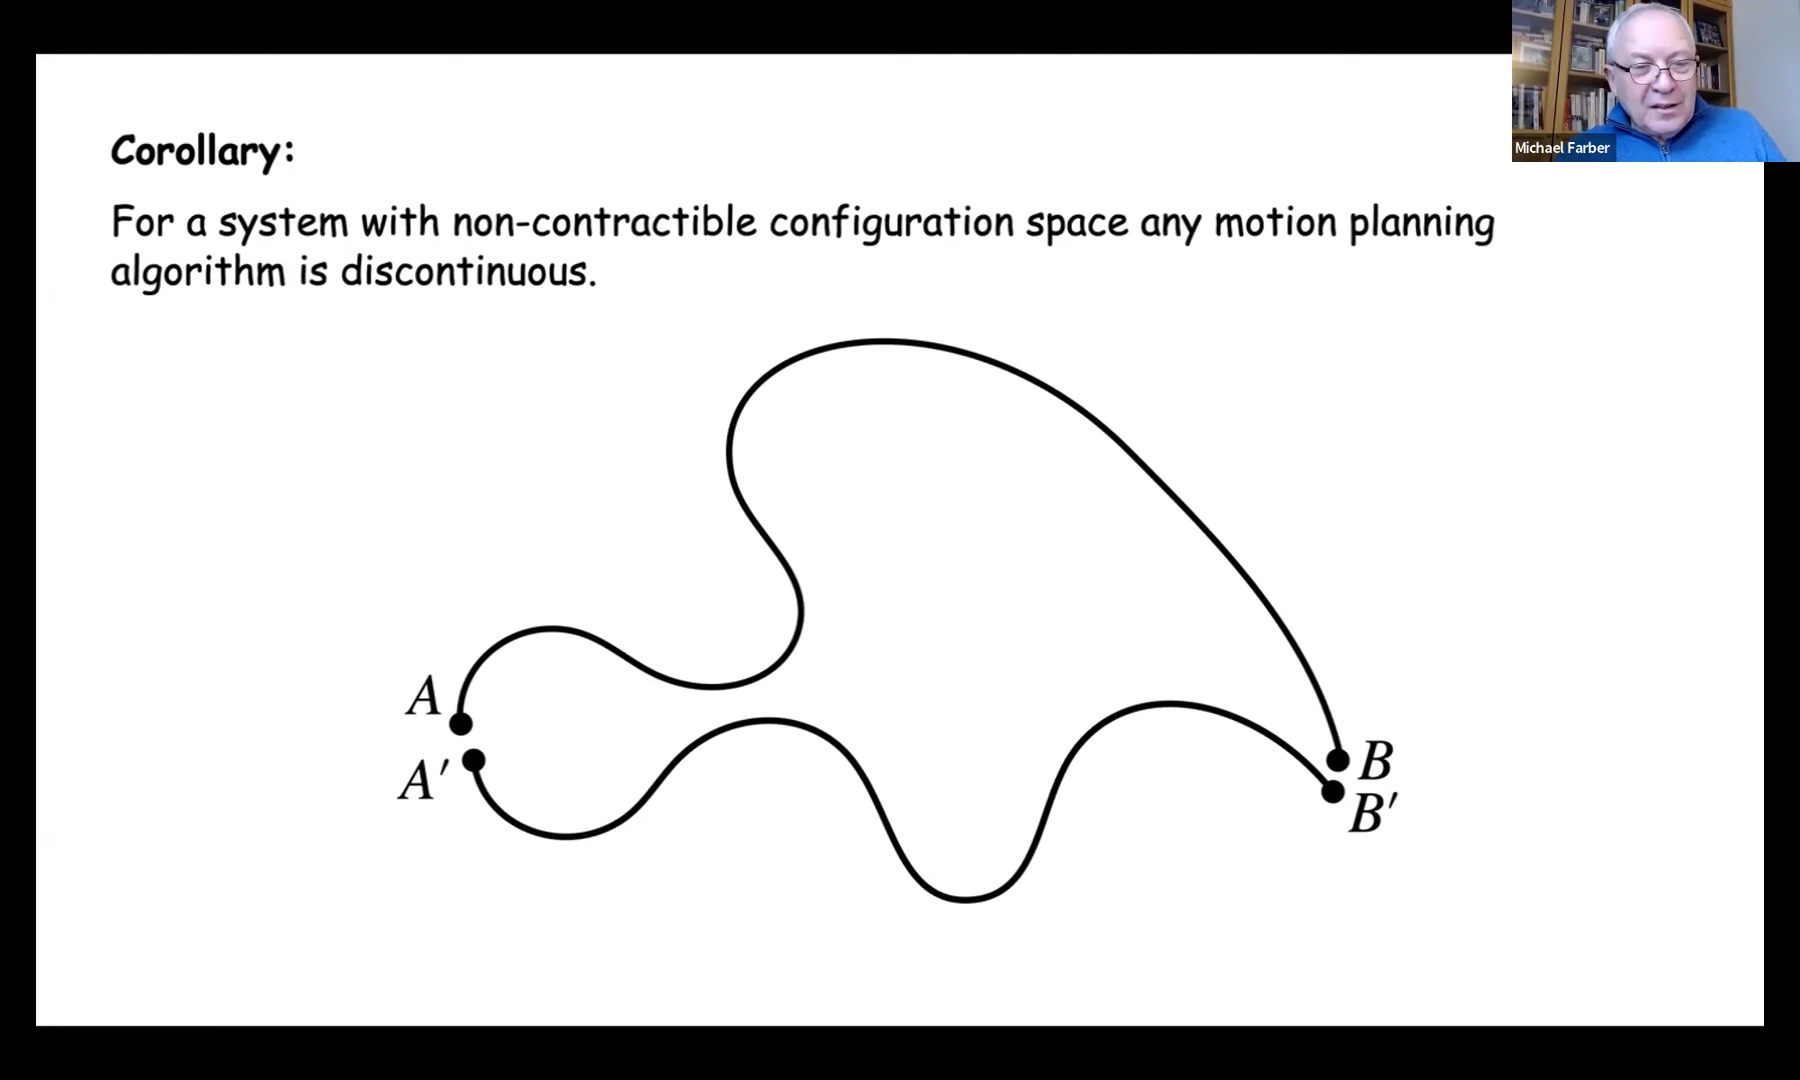 Michael Farber
Corollary:
For a system with non-contractible configuration space any motion planning
algorithm is discontinuous.
A
A′
B
B′